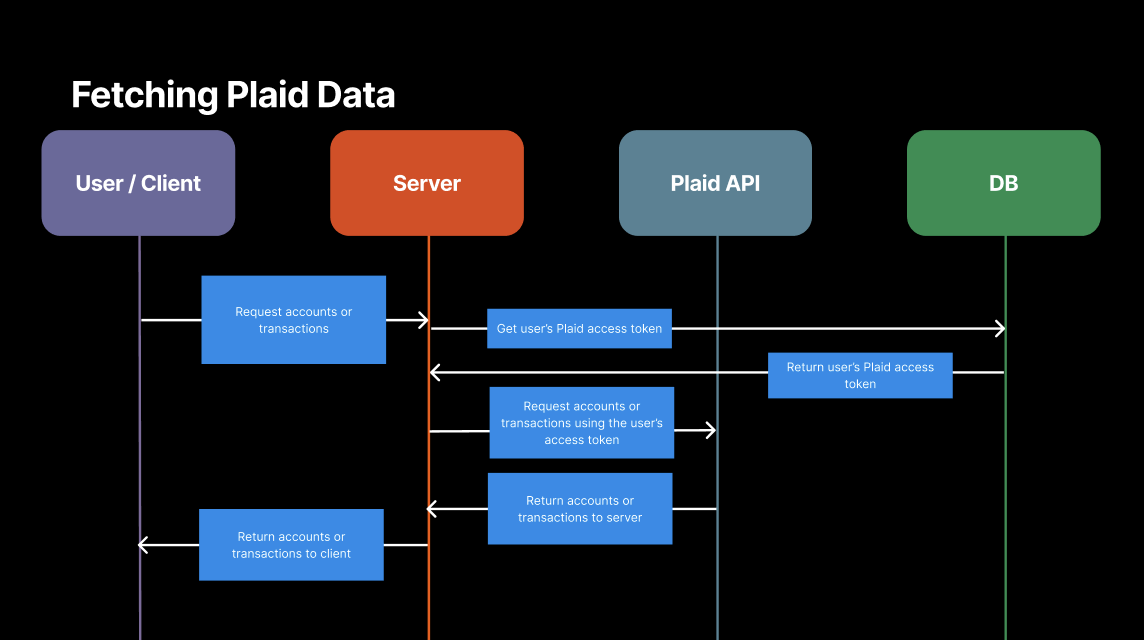 Fetching Plaid Data
User / Client
Server
Plaid API
DB
Request accounts or
transactions
Get user’s Plaid access token
Return user’s Plaid access
token
Request accounts or
transactions using the user’s
access token
Return accounts or
transactions to server
Return accounts or
transactions to client